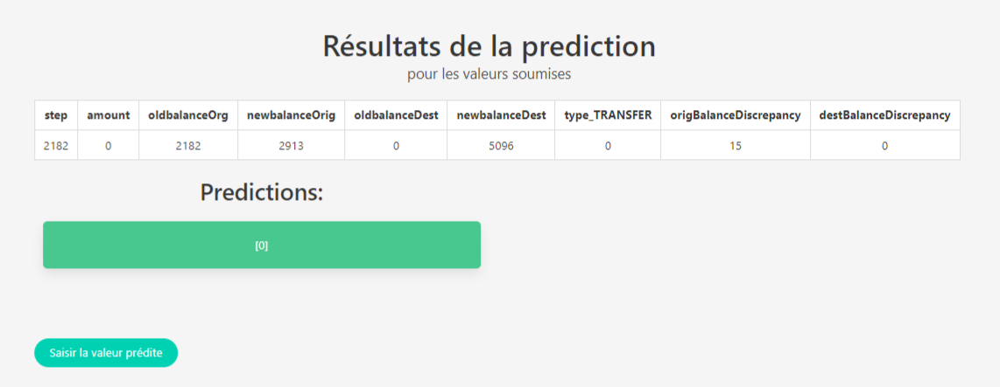 Résultats de la prediction
pour les valeurs soumises
step amount oldbalanceOrg newbalanceOrig oldbalanceDest newbalanceDest type_TRANSFER origBalanceDiscrepancy destBalanceDiscrepancy
2182 0 2182 2913 0 5096 0 15 0
Predictions:
[0]
Saisir la valeur prédite